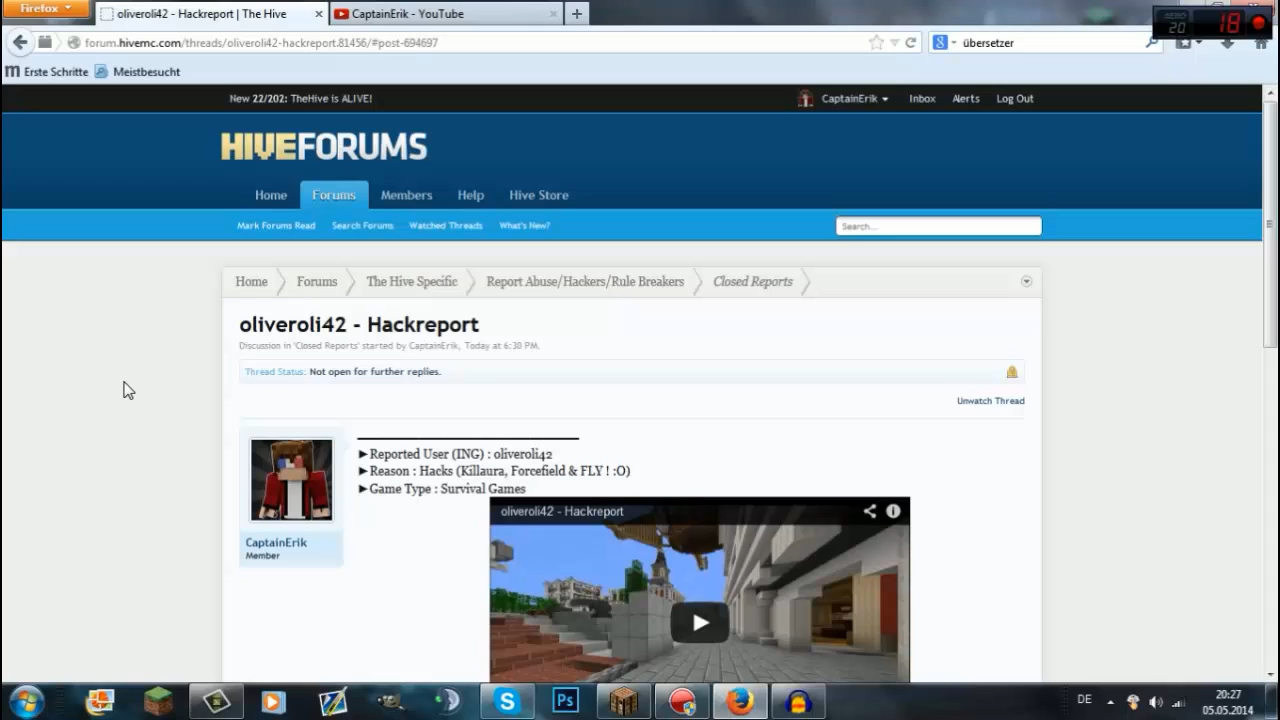 Firefox
oliveroli42 - Hackreport | The Hive
CaptainErik - YouTube
20
18
forum.hivemc.com/threads/oliveroli42-hackreport.81456/#post-694697
übersetzer
Erste Schritte
Meistbesucht
New 22/202: TheHive is ALIVE!
CaptainErik
Inbox
Alerts
Log Out
HIVEFORUMS
Home
Forums
Members
Help
Hive Store
Mark Forums Read
Search Forums
Watched Threads
What's New?
Search...
Home
Forums
The Hive Specific
Report Abuse/Hackers/Rule Breakers
Closed Reports
oliveroli42 - Hackreport
Discussion in 'Closed Reports' started by CaptainErik, Today at 6:30 PM.
Thread Status: Not open for further replies.
Unwatch Thread
►Reported User (ING) : oliveroli42
►Reason : Hacks (Killaura, Forcefield & FLY ! :O)
►Game Type : Survival Games
oliveroli42 - Hackreport
CaptainErik
Member
DE
20:27
05.05.2014